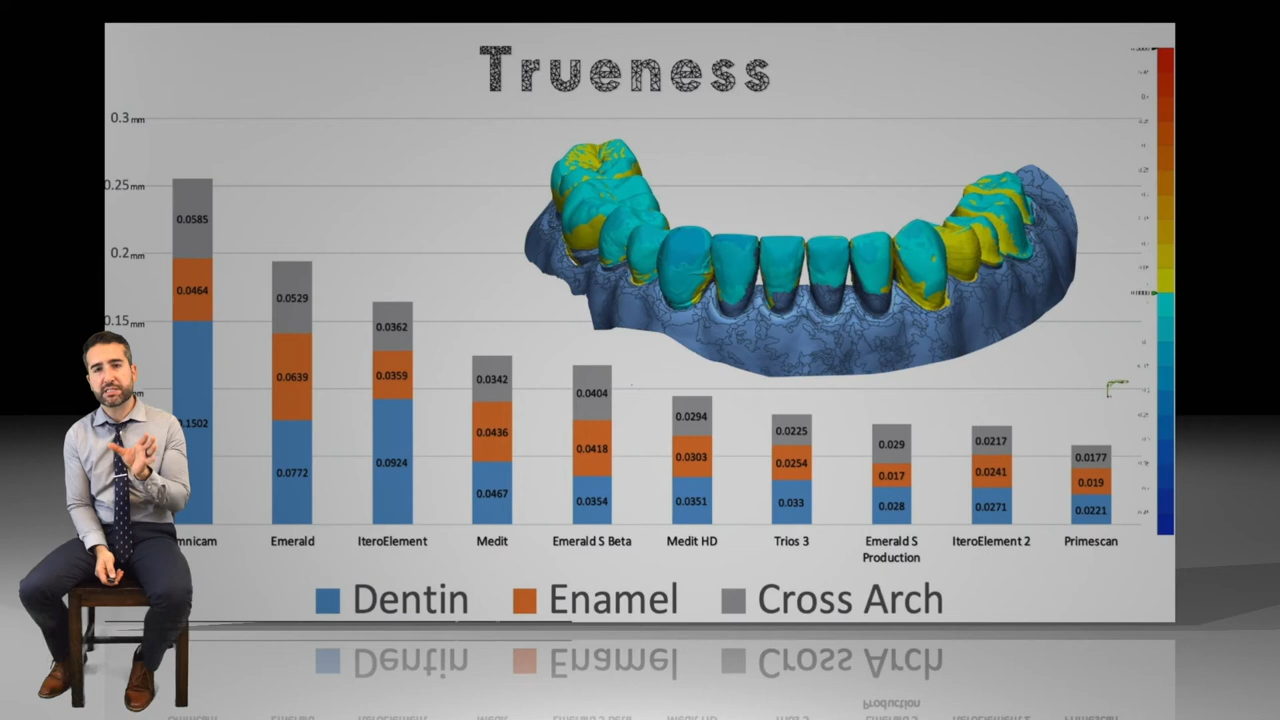 Trueness
0.3 mm
0.25 mm
0.2 mm
0.15 mm
mm
0.0585
0.0464
.1502
0.0529
0.0639
0.0772
0.0362
0.0359
0.0924
0.0342
0.0436
0.0467
0.0404
0.0418
0.0354
0.0294
0.0303
0.0351
0.0225
0.0254
0.033
0.029
0.017
0.028
0.0217
0.0241
0.0271
0.0177
0.019
0.0221
mnicam
Emerald
IteroElement
Medit
Emerald S Beta
Medit HD
Trios 3
Emerald S
Production
IteroElement 2
Primescan
Dentin
Enamel
Cross Arch